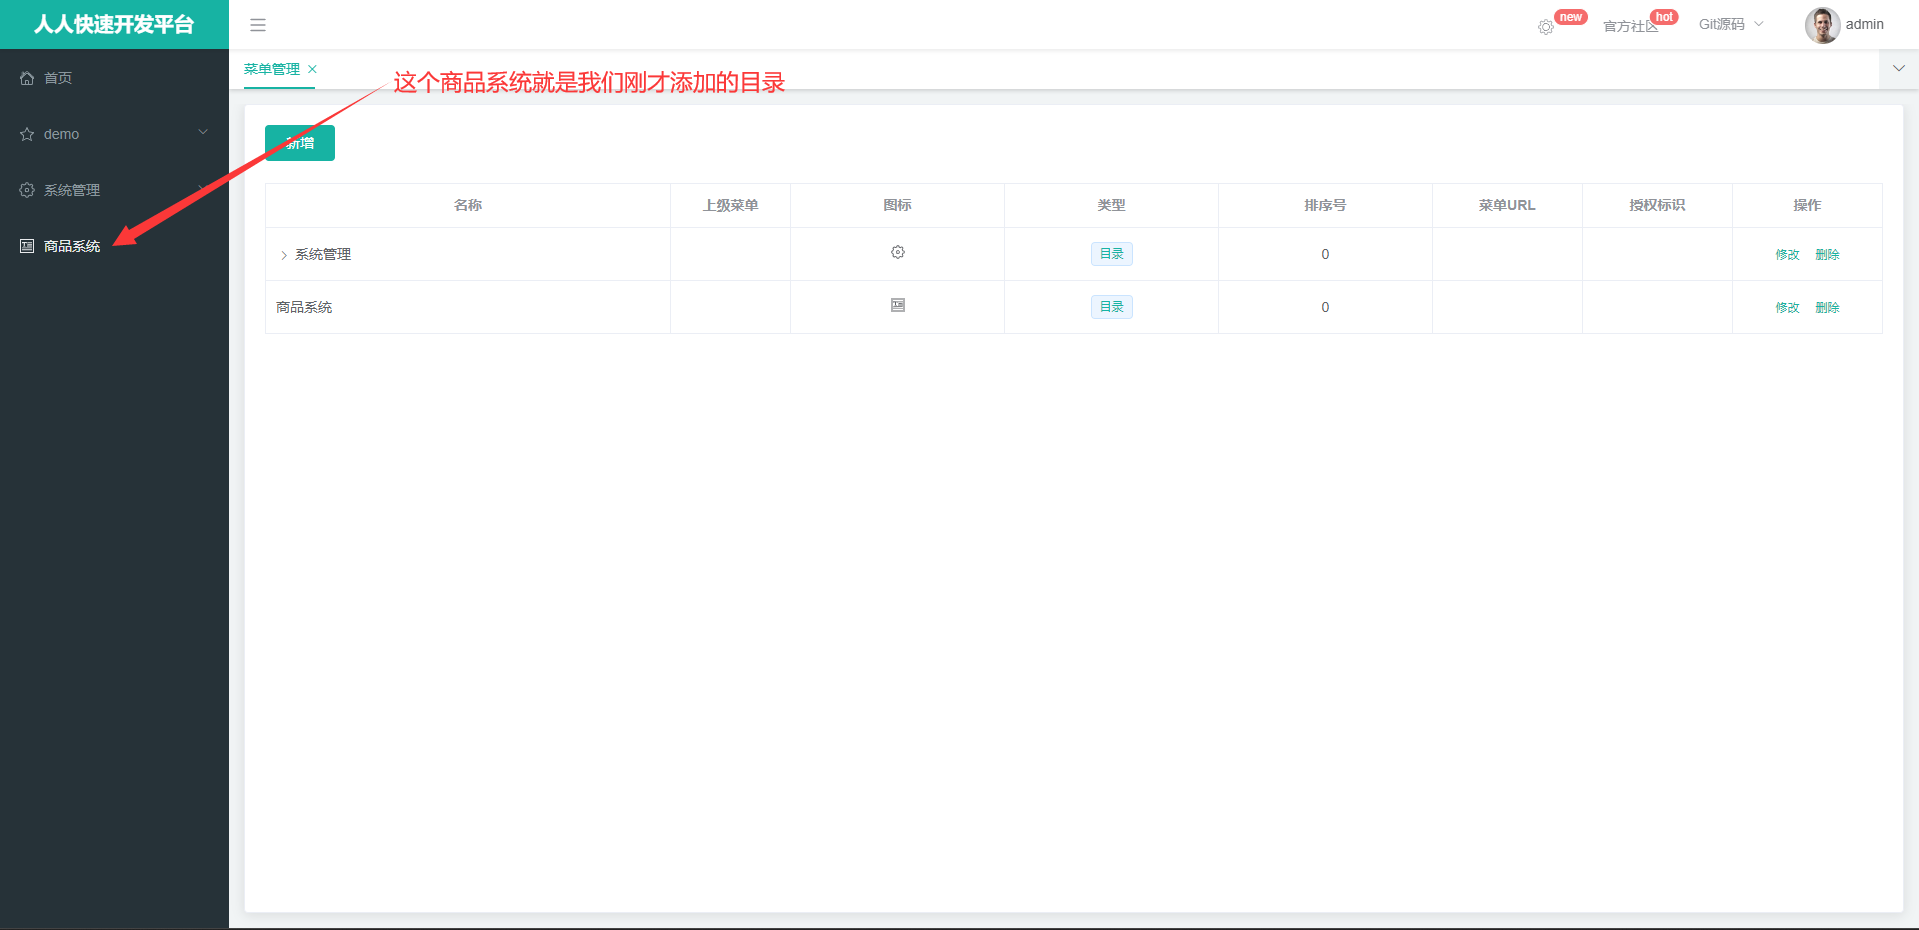 人人快速开发平台
new
官方社区
hot
Git源码
admin
首页
demo
系统管理
商品系统
菜单管理
这个商品系统就是我们刚才添加的目录
新增
名称 上级菜单 图标 类型 排序号 菜单URL 授权标识 操作
系统管理 目录 0 修改 删除
商品系统 目录 0 修改 删除